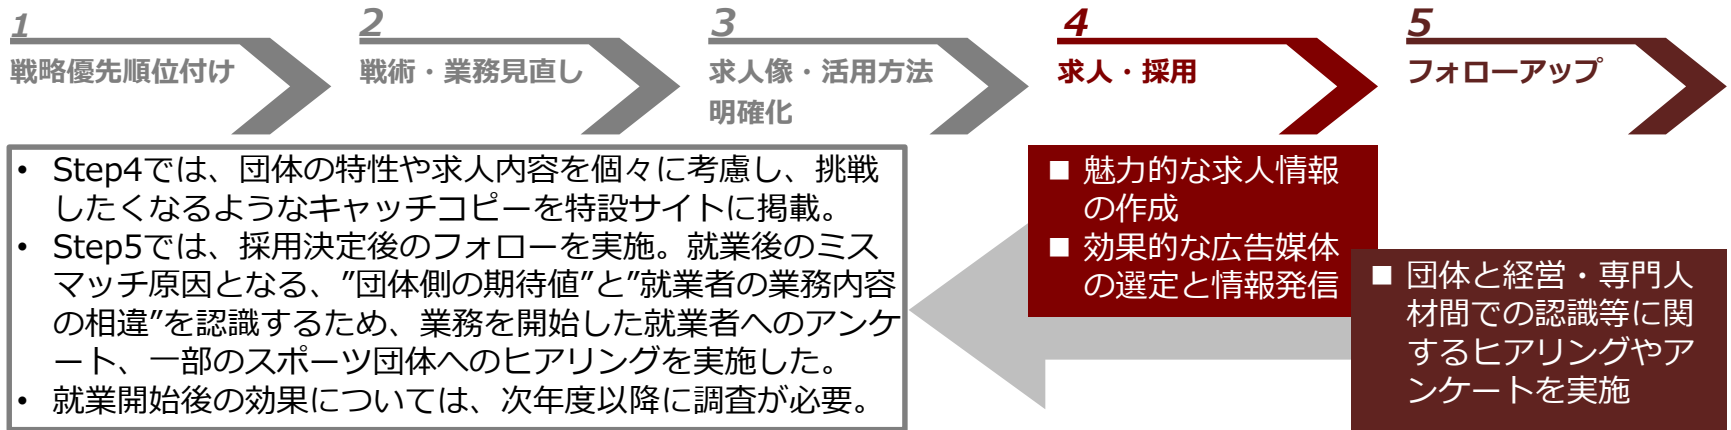 1
戦略優先順位付け
2
戦術・業務見直し
3
求人像・活用方法
明確化
4
求人・採用
5
フォローアップ
• Step4では、団体の特性や求人内容を個々に考慮し、挑戦
したくなるようなキャッチコピーを特設サイトに掲載。
• Step5では、採用決定後のフォローを実施。就業後のミス
マッチ原因となる、”団体側の期待値”と”就業者の業務内容
の相違”を認識するため、業務を開始した就業者へのアンケ
ート、一部のスポーツ団体へのヒアリングを実施した。
• 就業開始後の効果については、次年度以降に調査が必要。
■ 魅力的な求人情報
の作成
■ 効果的な広告媒体
の選定と情報発信
■ 団体と経営・専門人
材間での認識等に関
するヒアリングやア
ンケートを実施